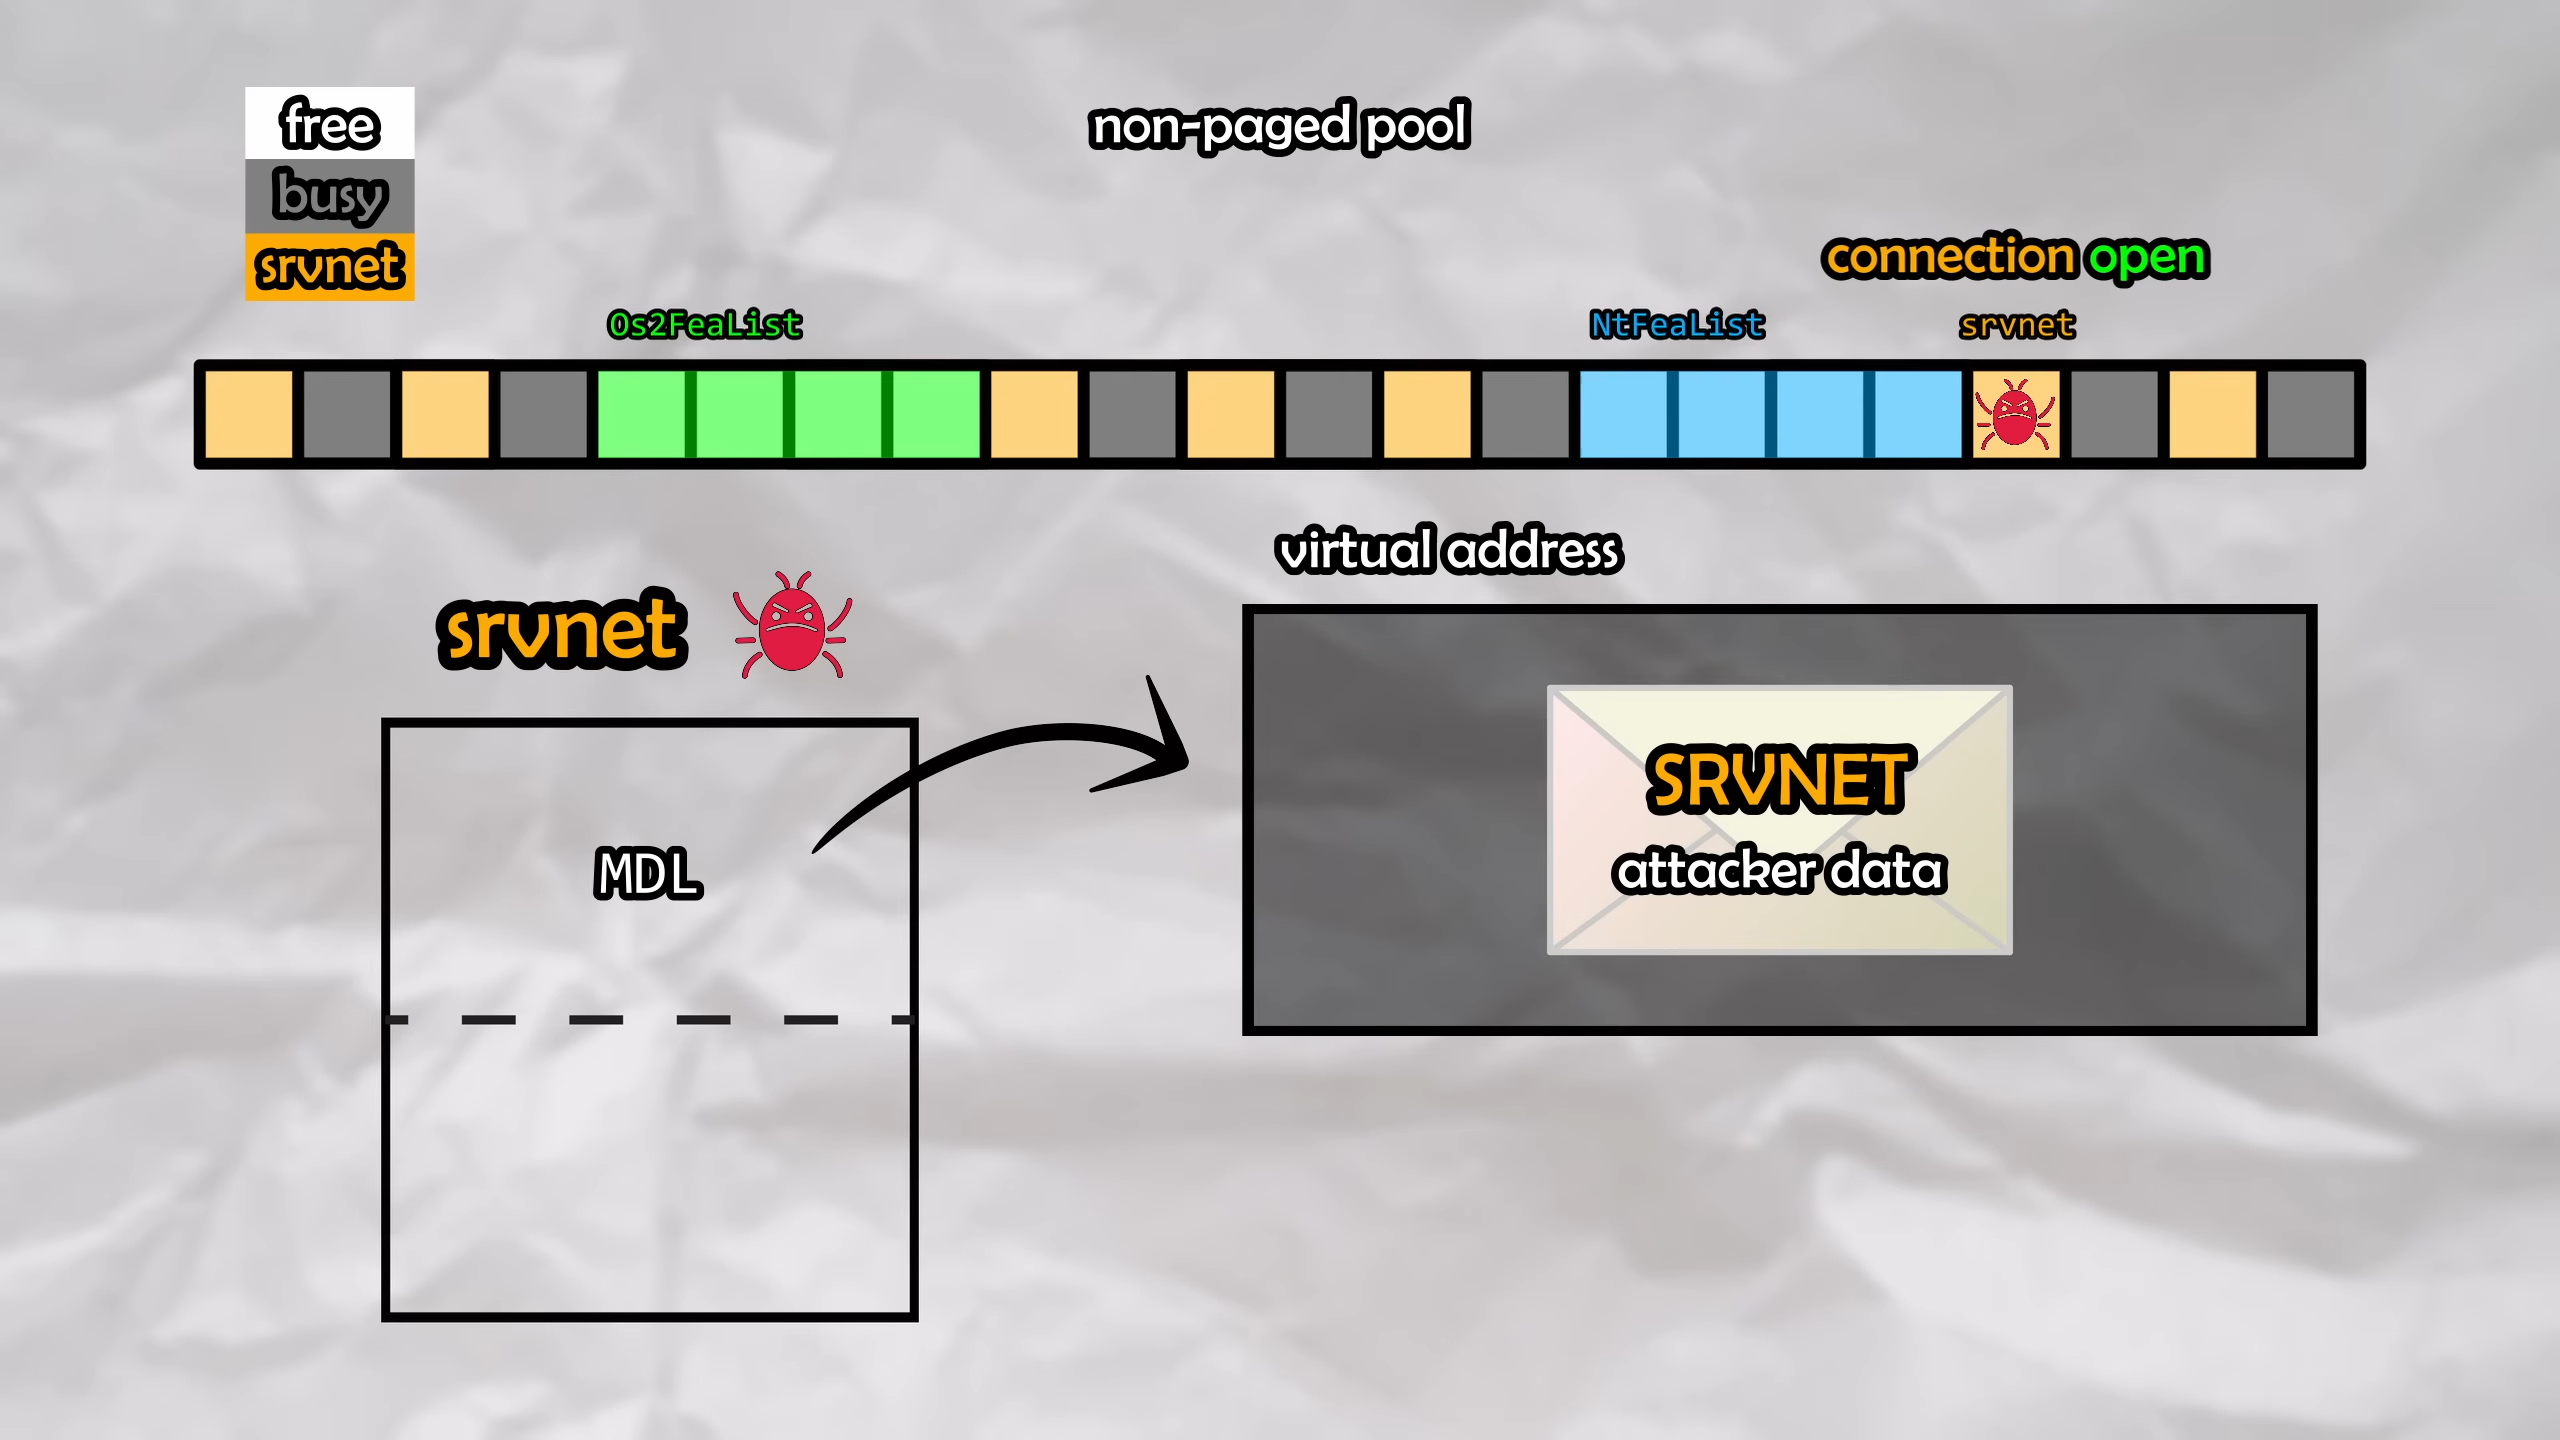 free
busy
srvnet
non-paged pool
connection open
Os2FeaList
NtFeaList
srvnet
virtual address
srvnet
MDL
SRVNET
attacker data